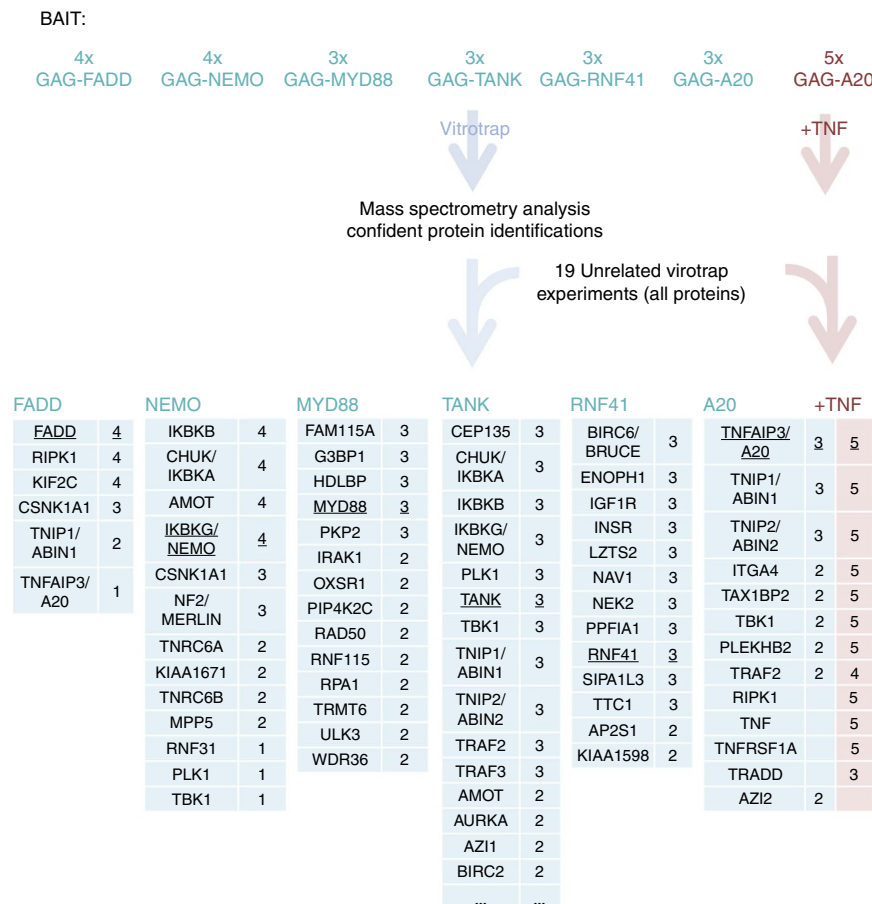 BAIT:
4x 4x 3x 3x 3x 3x 5x
GAG-FADD GAG-NEMO GAG-MYD88 GAG-TANK GAG-RNF41 GAG-A20 GAG-A20
Vitrotrap +TNF
Mass spectrometry analysis
confident protein identifications
19 Unrelated virotrap
experiments (all proteins)
FADD
FADD 4
RIPK1 4
KIF2C 4
CSNK1A1 3
TNIP1/
ABIN1 2
TNFAIP3/
A20 1
NEMO
IKBKB 4
CHUK/
IKBKA 4
AMOT 4
IKBKG/
NEMO 4
CSNK1A1 3
NF2/
MERLIN 3
TNRC6A 2
KIAA1671 2
TNRC6B 2
MPP5 2
RNF31 1
PLK1 1
TBK1 1
MYD88
FAM115A 3
G3BP1 3
HDLBP 3
MYD88 3
PKP2 3
IRAK1 2
OXSR1 2
PIP4K2C 2
RAD50 2
RNF115 2
RPA1 2
TRMT6 2
ULK3 2
WDR36 2
TANK
CEP135 3
CHUK/
IKBKA 3
IKBKB 3
IKBKG/
NEMO 3
PLK1 3
TANK 3
TBK1 3
TNIP1/
ABIN1 3
TNIP2/
ABIN2 3
TRAF2 3
TRAF3 3
AMOT 2
AURKA 2
AZI1 2
BIRC2 2
... ...
RNF41
BIRC6/
BRUCE 3
ENOPH1 3
IGF1R 3
INSR 3
LZTS2 3
NAV1 3
NEK2 3
PPFIA1 3
RNF41 3
SIPA1L3 3
TTC1 3
AP2S1 2
KIAA1598 2
A20 +TNF
TNFAIP3/
A20 3 5
TNIP1/
ABIN1 3 5
TNIP2/
ABIN2 3 5
ITGA4 2 5
TAX1BP2 2 5
TBK1 2 5
PLEKHB2 2 5
TRAF2 2 4
RIPK1 5
TNF 5
TNFRSF1A 5
TRADD 3
AZI2 2